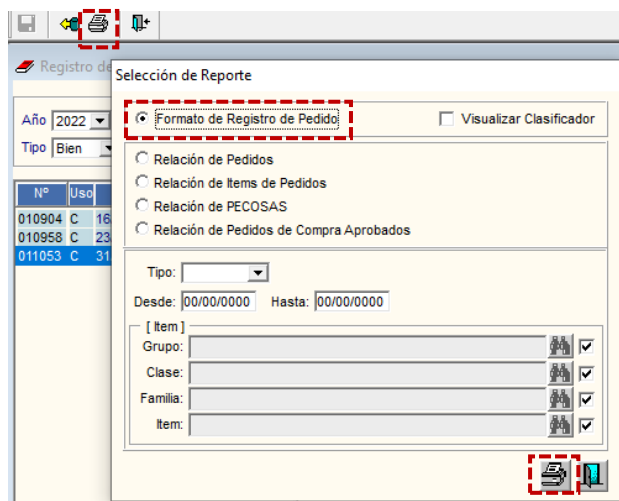 Registro de
Selección de Reporte
Año 2022
Tipo Bien
Formato de Registro de Pedido
Visualizar Clasificador
Relación de Pedidos
Relación de Items de Pedidos
Relación de PECOSAS
Relación de Pedidos de Compra Aprobados
Nº Uso
010904 C 16
010958 C 23
011053 C 31
Tipo:
Desde: 00/00/0000 Hasta: 00/00/0000
[ Item ]
Grupo:
Clase:
Familia:
Item: